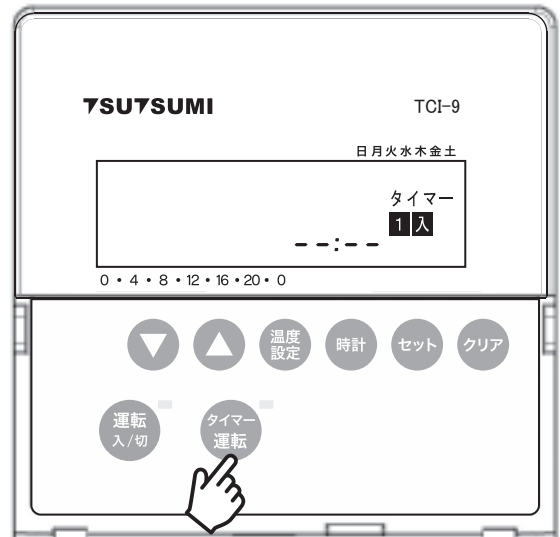 TSUTSUMI
TCI-9
日月火水木金土
タイマー
1入
--:--
0・4・8・12・16・20・0
▼ ▲ 温度設定 時計 セット クリア
運転入/切 タイマー運転